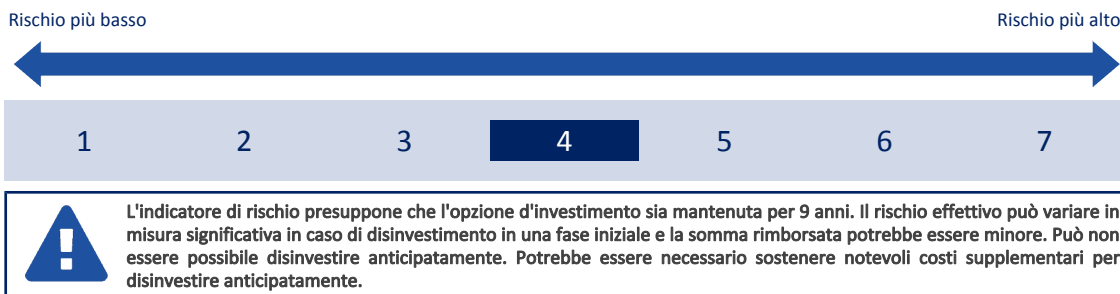 Rischio più basso Rischio più alto
1 2 3 4 5 6 7
L'indicatore di rischio presuppone che l'opzione d'investimento sia mantenuta per 9 anni. Il rischio effettivo può variare in
misura significativa in caso di disinvestimento in una fase iniziale e la somma rimborsata potrebbe essere minore. Può non
essere possibile disinvestire anticipatamente. Potrebbe essere necessario sostenere notevoli costi supplementari per
disinvestire anticipatamente.